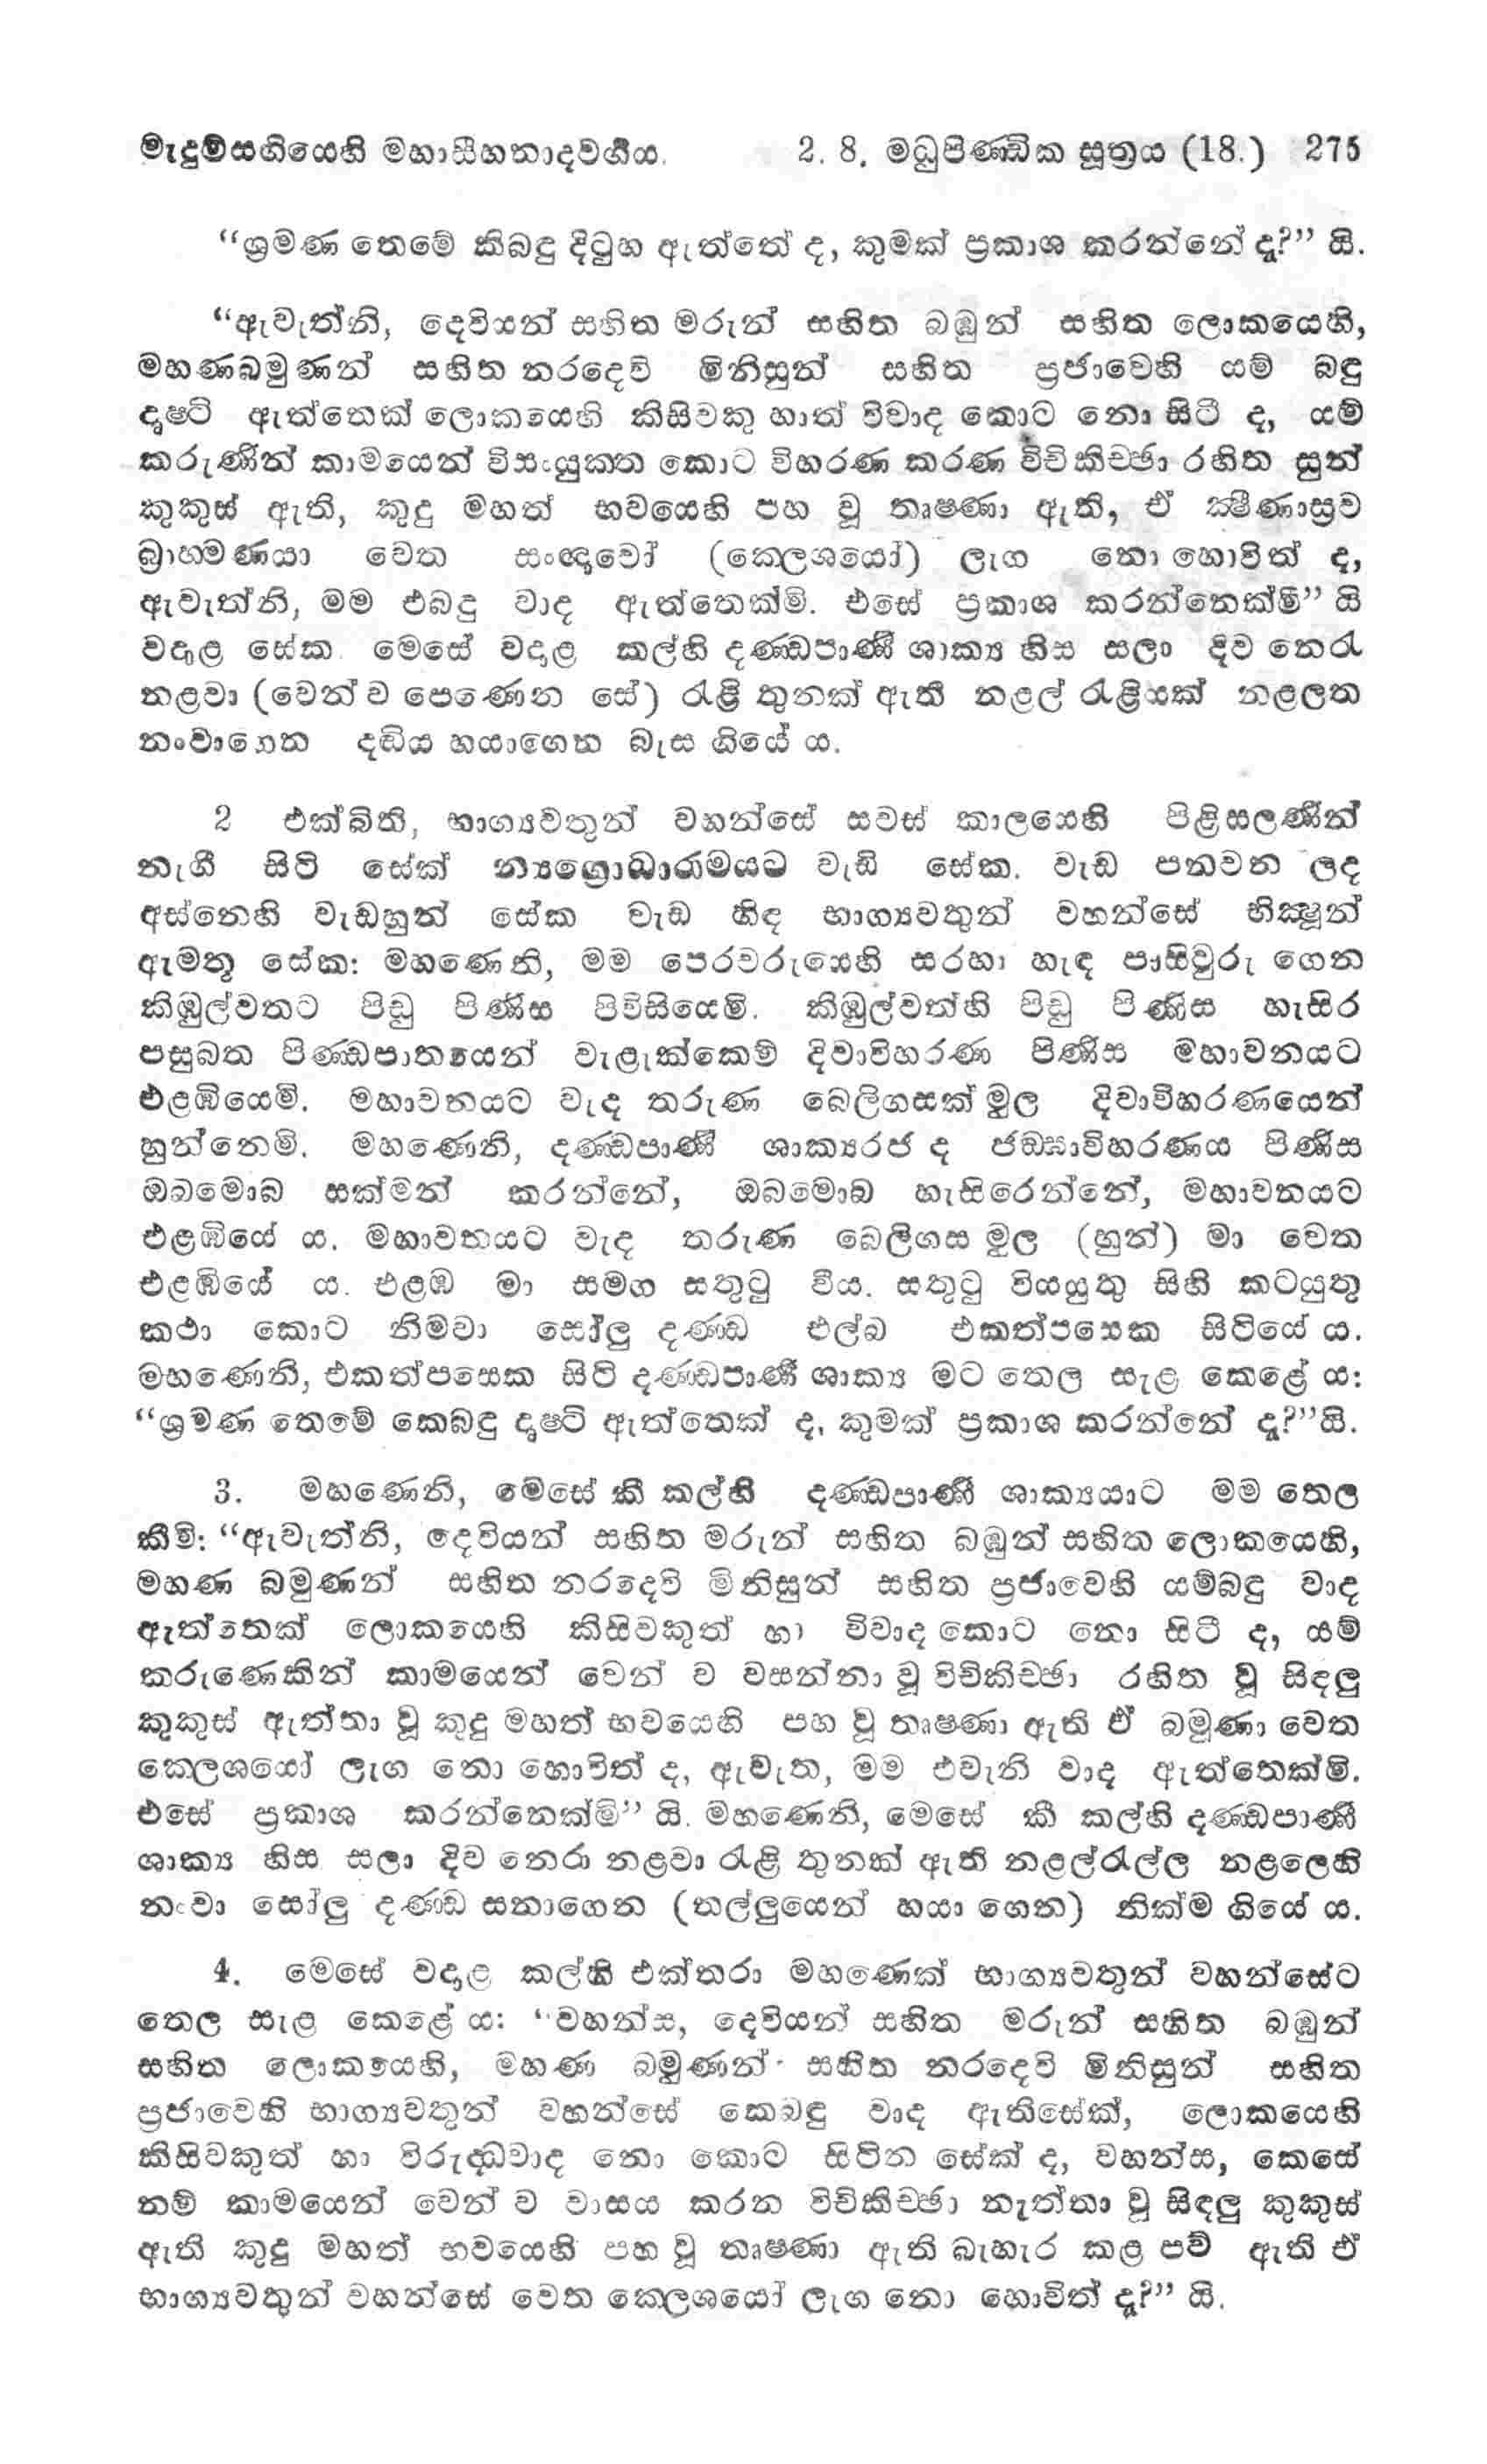 මැදුම්සඟියෙහි මහාසීහනාදවර්‍ගය. 2. 8. මධුපිණ්ඩික සූත්‍රය (18.) 275
“ශ්‍රමණ තෙමේ කිබඳු දිටුහ ඇත්තේ ද, කුමක් ප්‍රකාශ කරන්නේ දැ?” යි.
“ඇවැත්නි, දෙවියන් සහිත මරුන් සහිත බඹුන් සහිත ලොකයෙහි,
මහණබමුණන් සහිත නරදෙව් මිනිසුන් සහිත ප්‍රජාවෙහි යම් බඳු
දෘෂ්ටි ඇත්තෙක් ලොකයෙහි කිසිවකු හාත් විවාද කොට නො සිටී ද, යම්
කරුණින් කාමයෙන් විසංයුක්ත කොට විහරණ කරණ විචිකිච්ඡා රහිත සුන්
කුකුස් ඇති, කුදු මහත් භවයෙහි පහ වූ තෘෂ්ණා ඇති, ඒ ක්‍ෂීණාස්‍රව
බ්‍රාහ්මණයා වෙත සංඥාවෝ (කෙලශයෝ) ලැග නො හොවිත් ද,
ඇවැත්නි, මම එබදු වාද ඇත්තෙක්මි. එසේ ප්‍රකාශ කරන්නෙක්මි” යි
වදාළ සේක. මෙසේ වදාළ කල්හි දණ්ඩපාණී ශාක්‍ය හිස සලා දිව නෙරැ
තළවා (වෙන් ව පෙණෙන සේ) රැළි තුනක් ඇති නළල් රැළියක් නළලත
නංවාගෙන දඬිය හයාගෙන බැස ගියේ ය.
2 එක්බිති, භාග්‍යවතුන් වහන්සේ සවස් කාලයෙහි පිළිසලණින්
නැගී සිටි සේක් න්‍යග්‍රොධාරාමයට වැඩි සේක. වැඩ පනවන ලද
අස්නෙහි වැඩහුන් සේක වැඩ හිඳ භාග්‍යවතුන් වහන්සේ භික්‍ෂූන්
ඇමතූ සේක: මහණෙනි, මම පෙරවරුයෙහි සරහා හැඳ පාසිවුරු ගෙන
කිඹුල්වතට පිඩු පිණිස පිවිසියෙමි. කිඹුල්වත්හි පිඩු පිණිස හැසිර
පසුබත පිණ්ඩපාතයෙන් වැළැක්කෙම් දිවාවිහරණ පිණිස මහාවනයට
එළඹියෙමි. මහාවනයට වැද තරුණ බෙලිගසක් මුල දිවාවිහරණයෙන්
හුන්නෙමි. මහණෙනි, දණ්ඩපාණී ශාක්‍යරජ ද ජඞ්ඝාවිහරණය පිණිස
ඔබමොබ සක්මන් කරන්නේ, ඔබමොබ හැසිරෙන්නේ, මහාවනයට
එළඹියේ ය. මහාවනයට වැද තරුණ බෙලිගස මුල (හුන්) මා වෙත
එළඹියේ ය. එළඹ මා සමග සතුටු විය. සතුටු වියයුතු සිහි කටයුතු
කථා කොට නිමවා සෝලු දණ්ඩ එල්බ එකත්පසෙක සිටියේ ය.
මහණෙනි, එකත්පසෙක සිටි දණ්ඩපාණී ශාක්‍ය මට තෙල සැළ කෙළේ ය:
“ශ්‍රමණ තෙමේ කෙබඳු දෘෂ්ටි ඇත්තෙක් ද, කුමක් ප්‍රකාශ කරන්නේ දැ?”යි.
3. මහණෙනි, මෙසේ කී කල්හි දණ්ඩපාණී ශාක්‍යයාට මම තෙල
කීමි: “ඇවැත්නි, දෙවියන් සහිත මරුන් සහිත බඹුන් සහිත ලොකයෙහි,
මහණ බමුණන් සහිත නරදෙව් මිනිසුන් සහිත ප්‍රජාවෙහි යම්බඳු වාද
ඇත්තෙක් ලොකයෙහි කිසිවකුත් හා විවාද කොට නො සිටී ද, යම්
කරුණෙකින් කාමයෙන් වෙන් ව වසන්නා වූ විචිකිච්ඡා රහිත වූ සිඳලු
කුකුස් ඇත්තා වූ කුදු මහත් භවයෙහි පහ වූ තෘෂ්ණා ඇති ඒ බමුණා වෙත
කෙලශයෝ ලැග නො හොවිත් ද, ඇවැත, මම එවැනි වාද ඇත්තෙක්මි.
එසේ ප්‍රකාශ කරන්නෙක්මි” යි. මහණෙනි, මෙසේ කී කල්හි දණ්ඩපාණී
ශාක්‍ය හිස සලා දිව නෙරා තළවා රැළි තුනක් ඇති නළල්රැල්ල නළලෙහි
නංවා සෝලු දණ්ඩ සනාගෙන (තල්ලුයෙන් හයා ගෙන) නික්ම ගියේ ය.
4. මෙසේ වදාළ කල්හි එක්තරා මහණෙක් භාග්‍යවතුන් වහන්සේට
තෙල සැළ කෙළේ ය: “වහන්ස, දෙවියන් සහිත මරුන් සහිත බඹුන්
සහිත ලොකයෙහි, මහණ බමුණන් සහිත නරදෙව් මිනිසුන් සහිත
ප්‍රජාවෙහි භාග්‍යවතුන් වහන්සේ කෙබඳු වාද ඇතිසේක්, ලොකයෙහි
කිසිවකුත් හා විරුද්ධවාද නො කොට සිටින සේක් ද, වහන්ස, කෙසේ
නම් කාමයෙන් වෙන් ව වාසය කරන විචිකිච්ඡා නැත්තා වූ සිඳලු කුකුස්
ඇති කුදු මහත් භවයෙහි පහ වූ තෘෂ්ණා ඇති බැහැර කළ පව් ඇති ඒ
භාග්‍යවතුන් වහන්සේ වෙත කෙලශයෝ ලැග නො හොවිත් දැ?” යි.